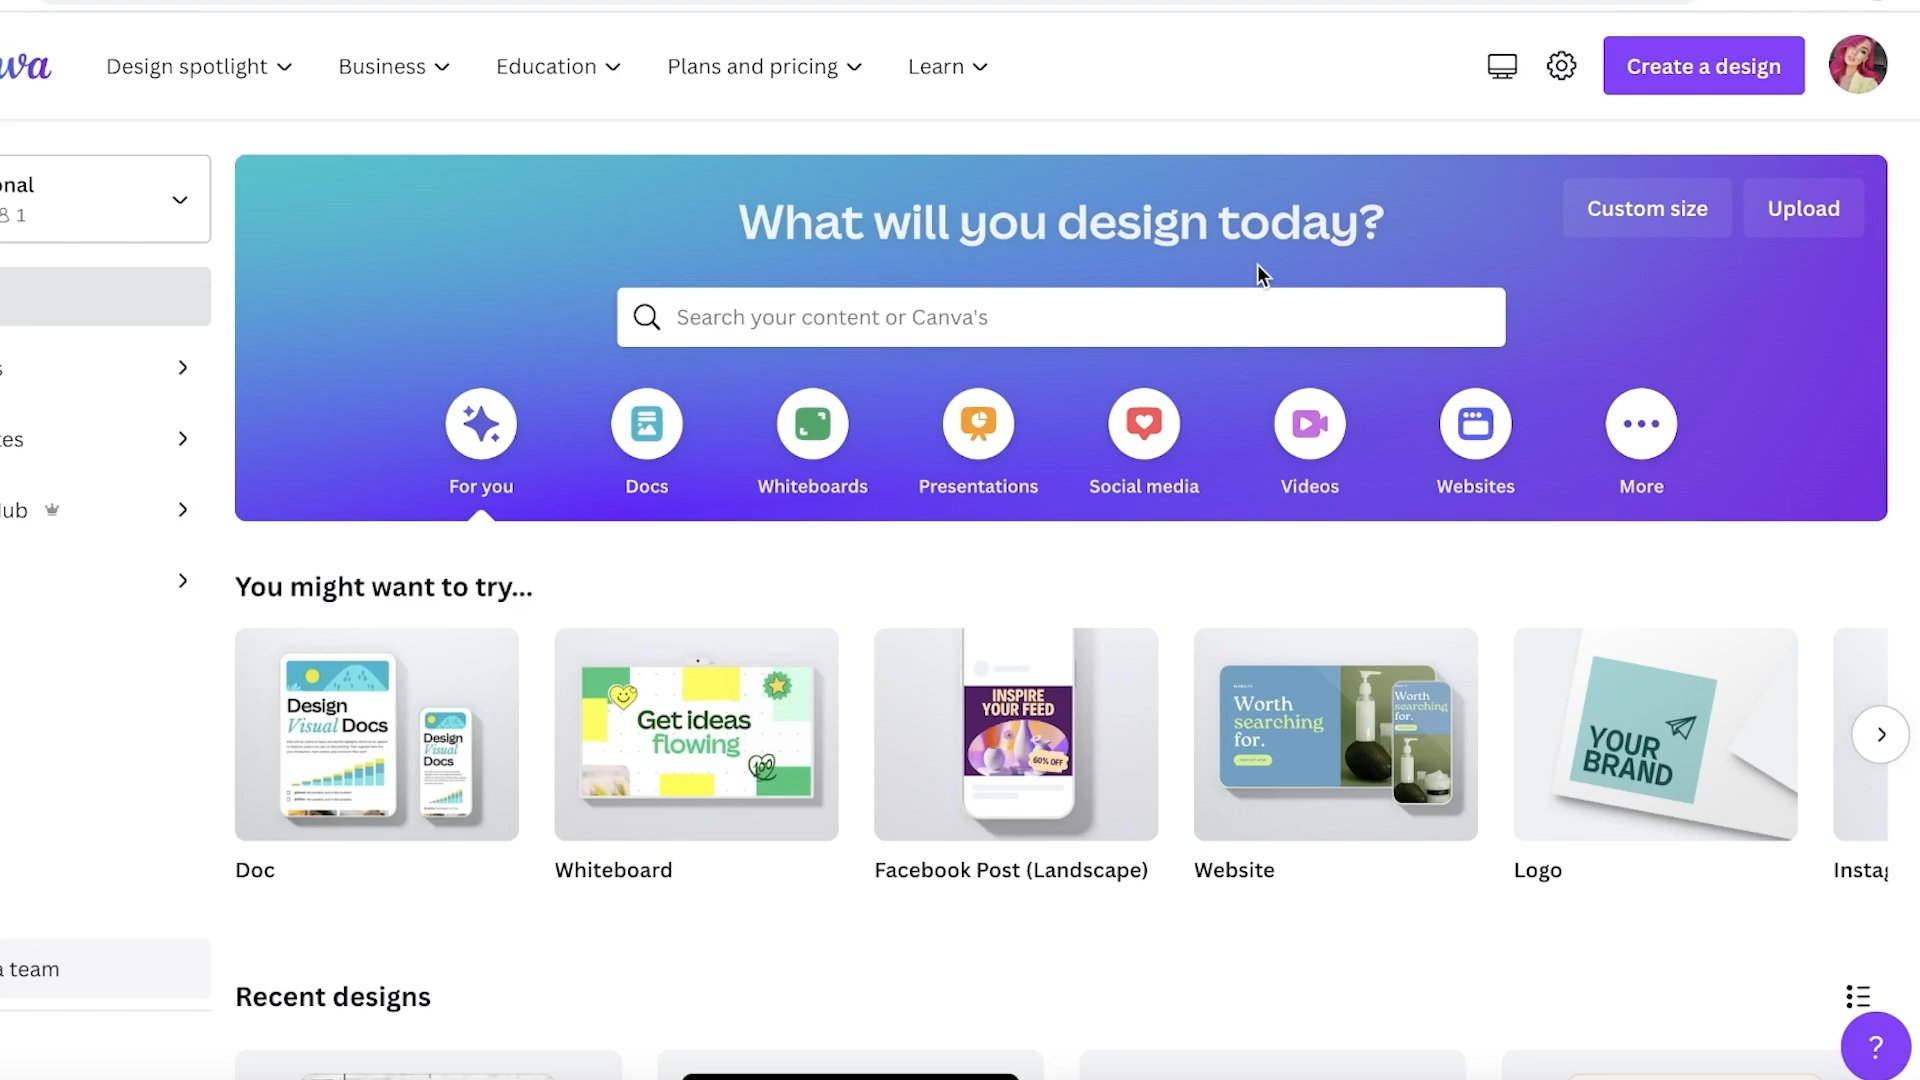 Design spotlight
Business
Education
Plans and pricing
Learn
Create a design
1
What will you design today?
Custom size
Upload
Search your content or Canva's
For you
Docs
Whiteboards
Presentations
Social media
Videos
Websites
More
You might want to try...
Design
Visual Docs
Design
Visual
Docs
Get ideas
flowing
100
INSPIRE
YOUR FEED
60% OFF
Worth
searching
for.
Worth
searching
for.
YOUR
BRAND
Doc
Whiteboard
Facebook Post (Landscape)
Website
Logo
a team
Recent designs
?